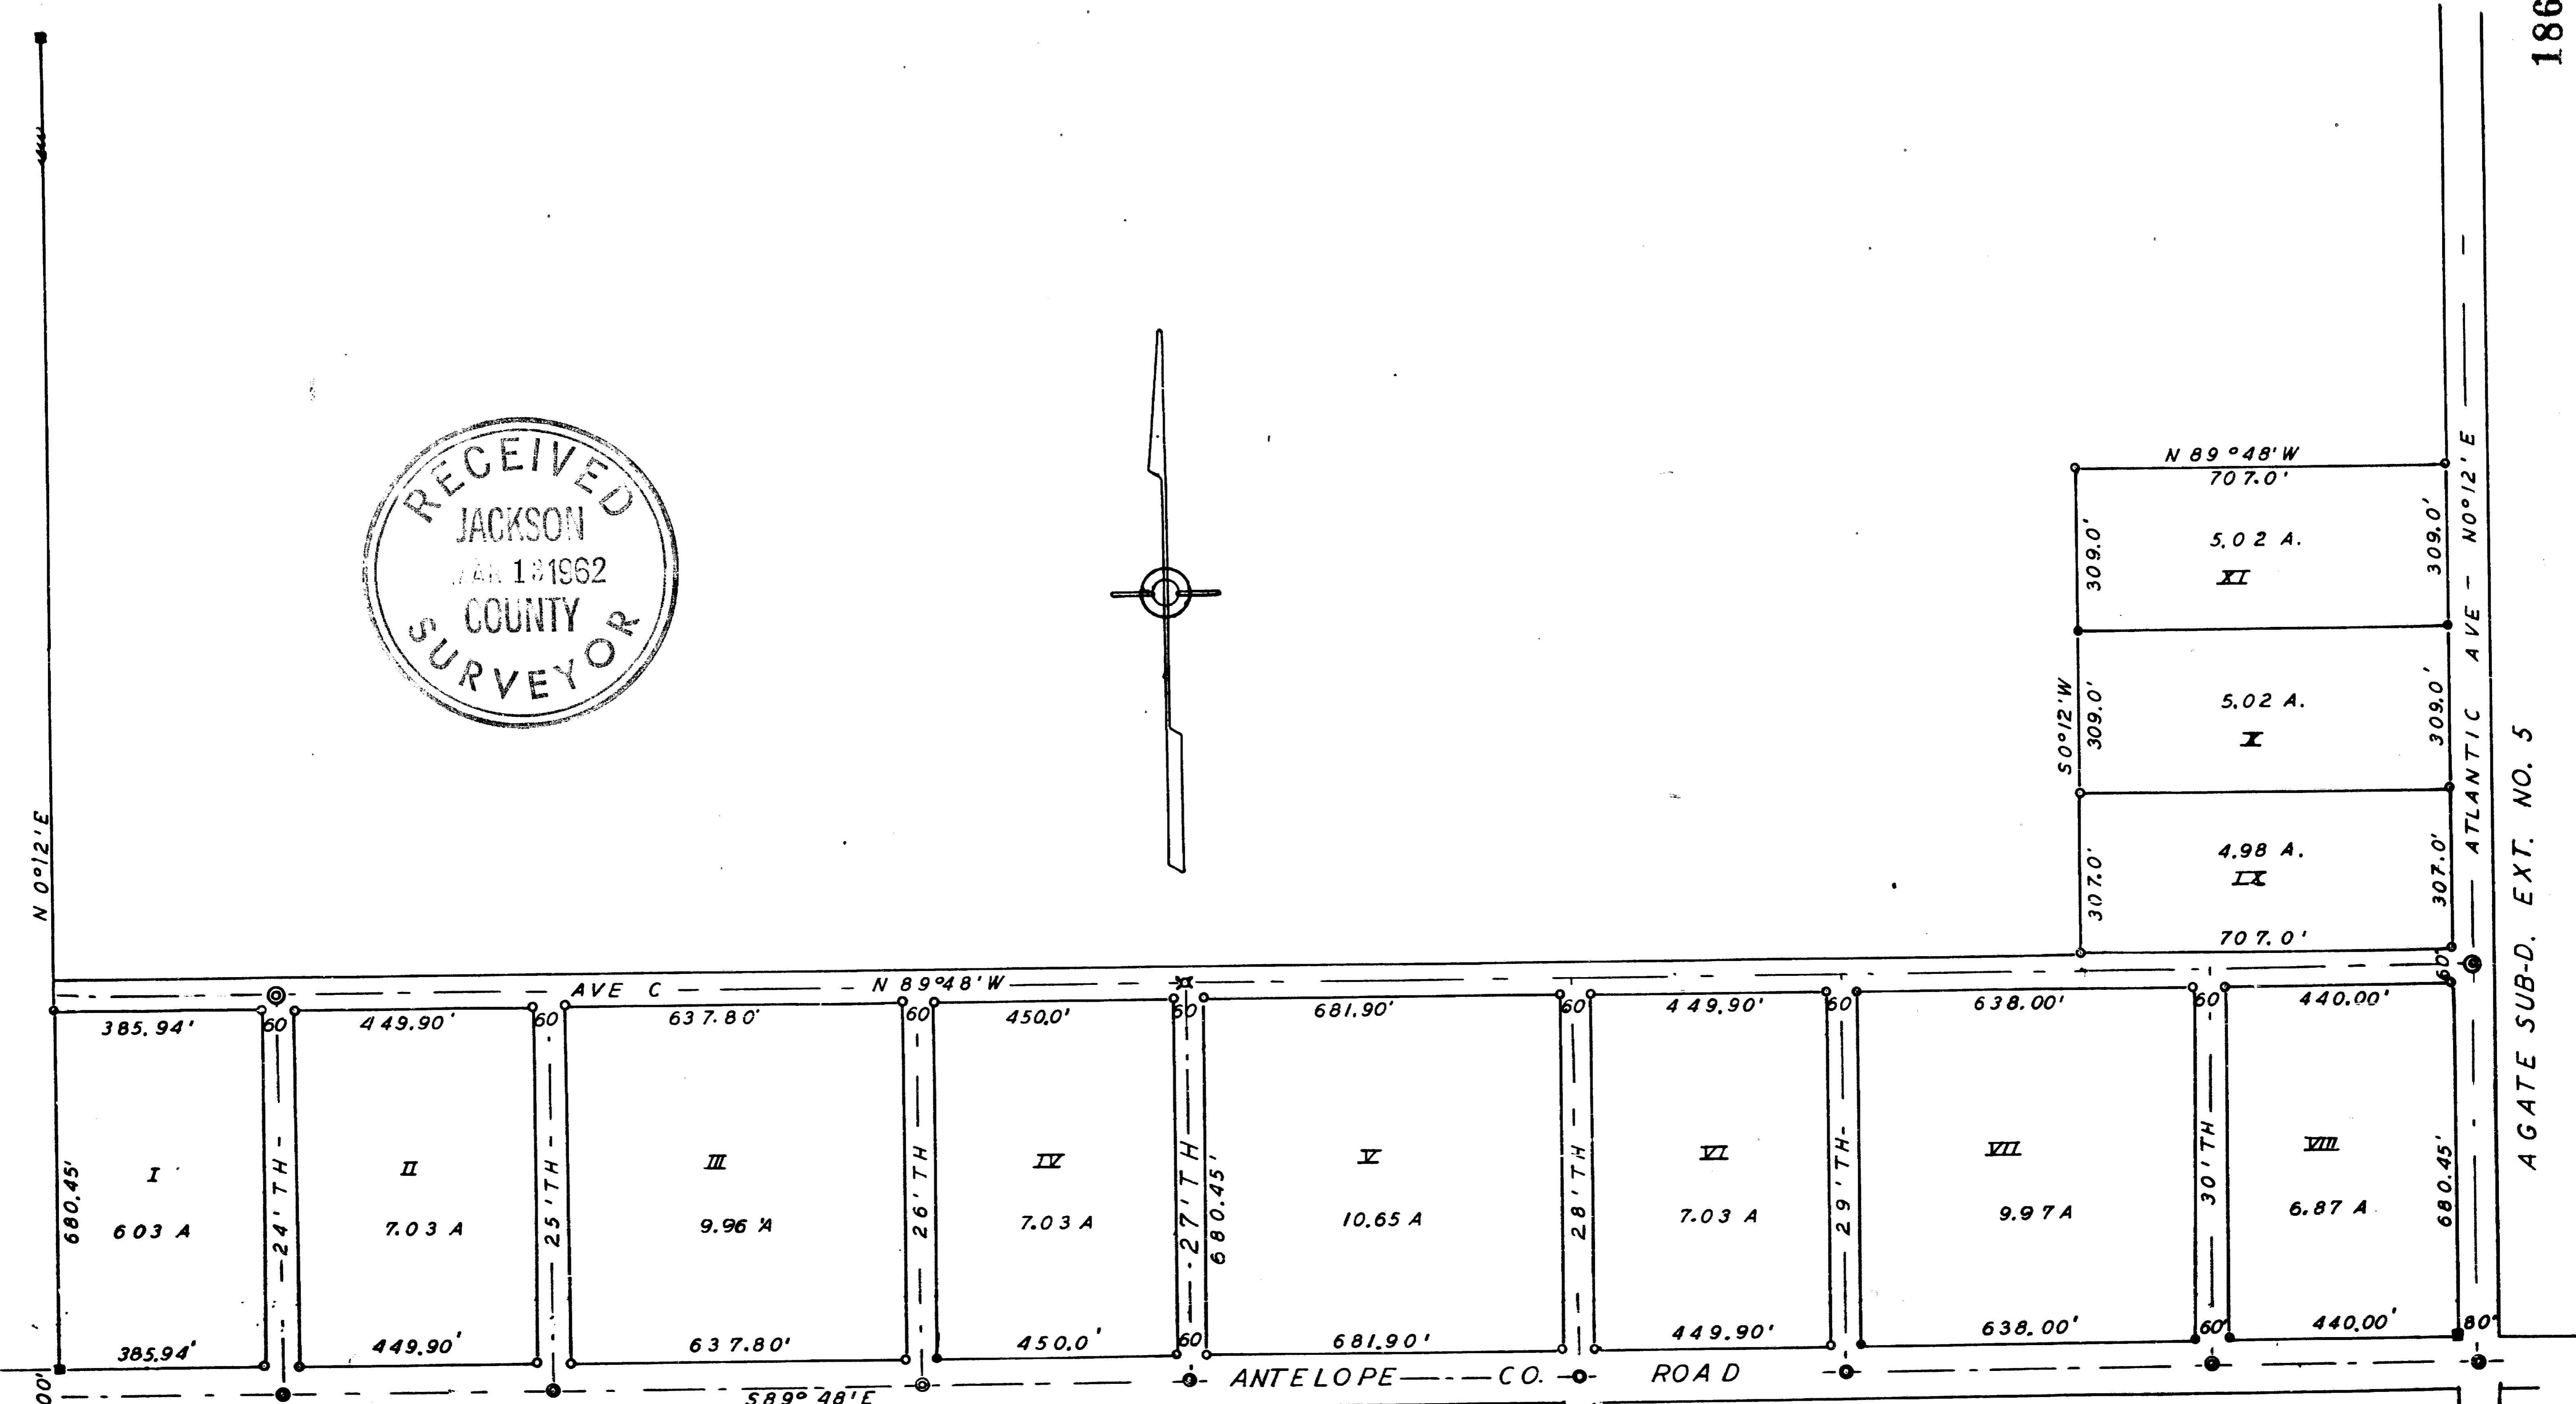 186
RECEIVED
JACKSON
1962
COUNTY
SURVEYOR
N 0°12'E
N 89°48'W
707.0'
309.0'
309.0'
5.02 A.
XI
S0°12'W
309.0'
309.0'
5.02 A.
X
307.0'
307.0'
4.98 A.
IX
707.0'
ATLANTIC AVE - N0°12'E
AGATE SUB-D. EXT. NO. 5
AVE C
N 89°48'W
60'
385.94'
60
449.90'
60
637.80'
60
450.0'
60
681.90'
60
449.90'
60
638.00'
60
440.00'
680.45'
I
603 A
24'TH
II
7.03 A
25'TH
III
9.96 A
26'TH
IV
7.03 A
27'TH
680.45'
V
10.65 A
28'TH
VI
7.03 A
29'TH
VII
9.97 A
30'TH
VIII
6.87 A
680.45'
385.94'
449.90'
637.80'
450.0'
60
681.90'
449.90'
638.00'
60'
440.00'
80'
00'
S89°48'E
ANTELOPE CO. ROAD